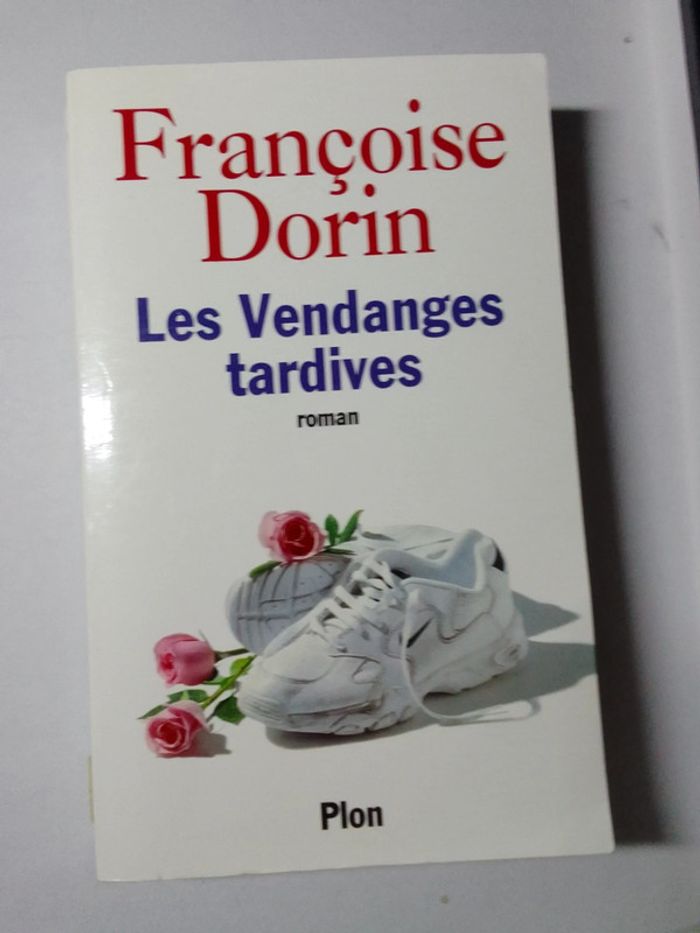 Françoise
Dorin
Les Vendanges
tardives
roman
Plon